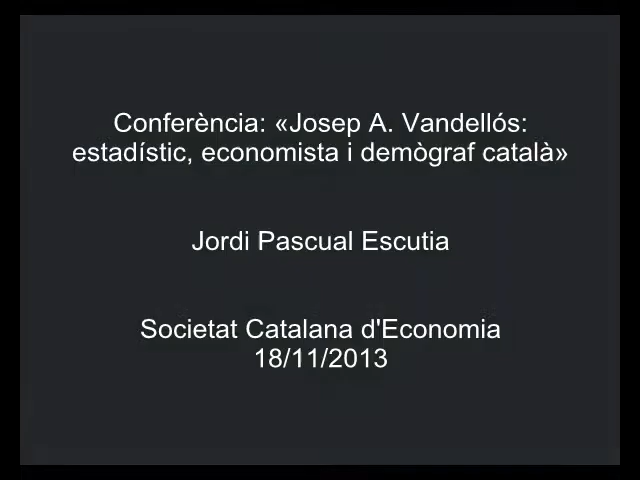 Conferència: «Josep A. Vandellós:
estadístic, economista i demògraf català»
Jordi Pascual Escutia
Societat Catalana d'Economia
18/11/2013